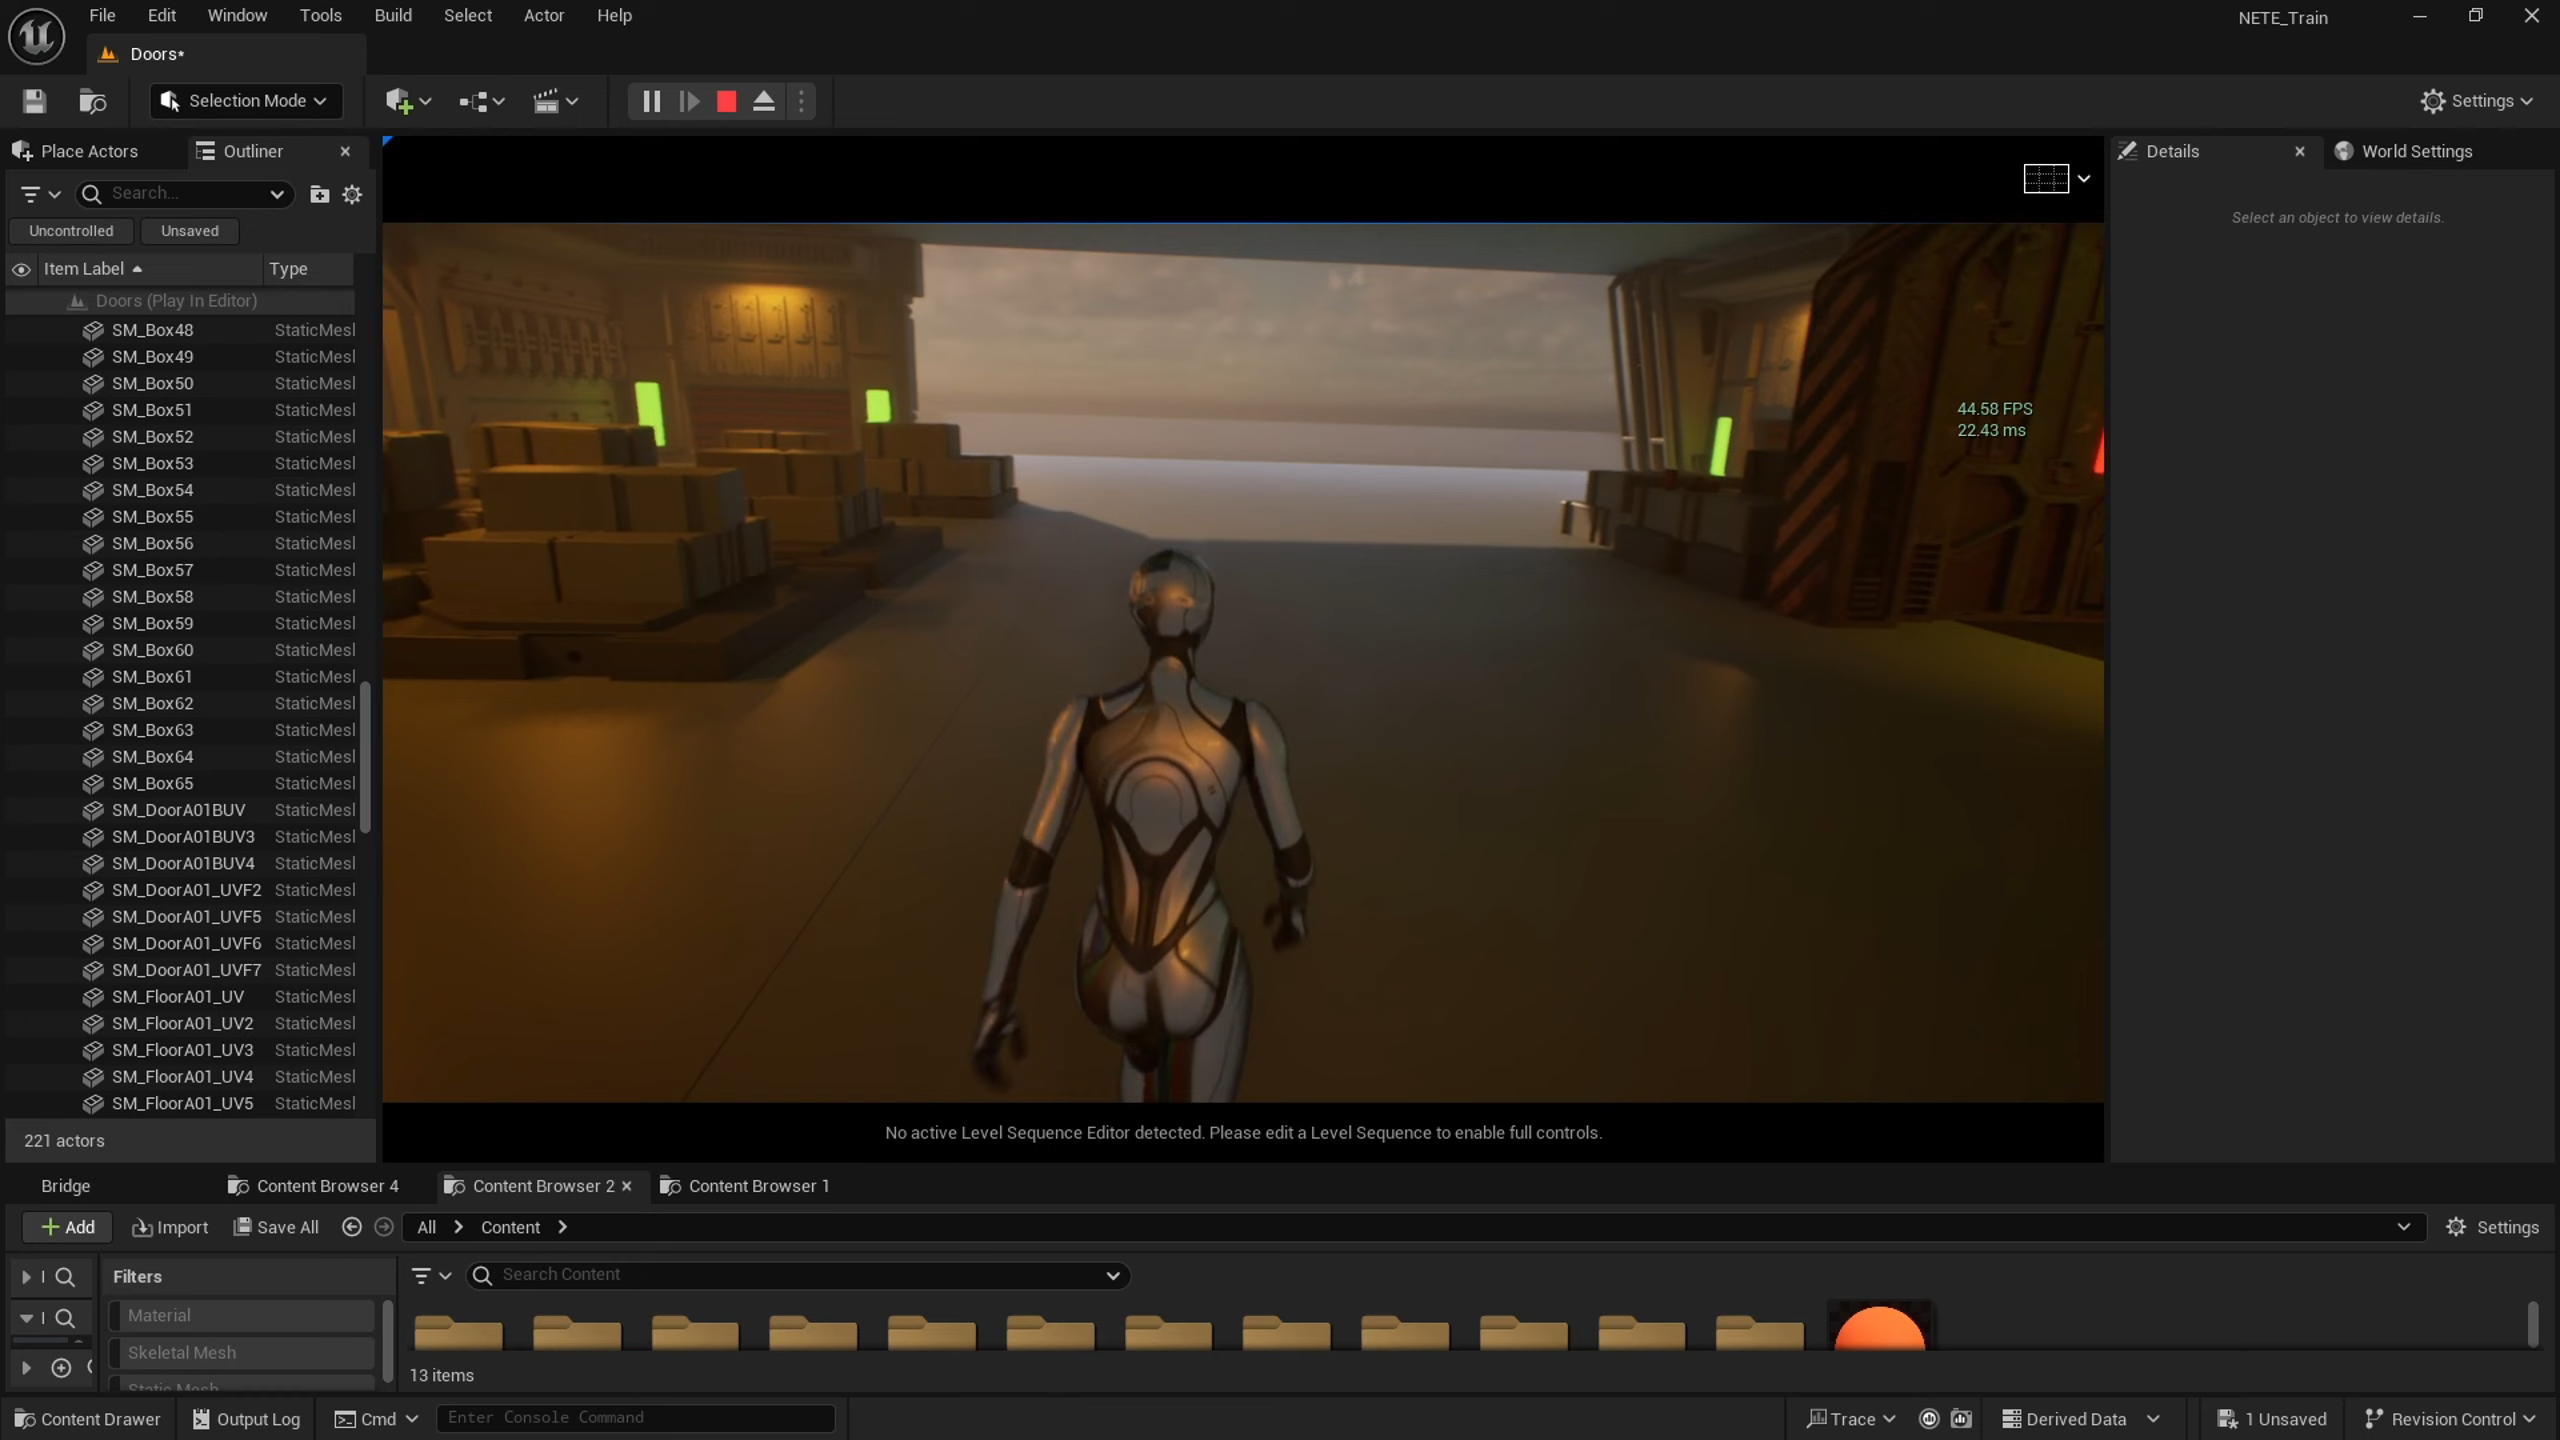 File Edit Window Tools Build Select Actor Help
NETE_Train
Doors*
Selection Mode
Settings
Place Actors
Outliner
Details
World Settings
Search...
Select an object to view details.
Uncontrolled
Unsaved
Item Label
Type
Doors (Play In Editor)
SM_Box48 StaticMesl
SM_Box49 StaticMesl
SM_Box50 StaticMesl
SM_Box51 StaticMesl
SM_Box52 StaticMesl
SM_Box53 StaticMesl
SM_Box54 StaticMesl
SM_Box55 StaticMesl
SM_Box56 StaticMesl
SM_Box57 StaticMesl
SM_Box58 StaticMesl
SM_Box59 StaticMesl
SM_Box60 StaticMesl
SM_Box61 StaticMesl
SM_Box62 StaticMesl
SM_Box63 StaticMesl
SM_Box64 StaticMesl
SM_Box65 StaticMesl
SM_DoorA01BUV StaticMesl
SM_DoorA01BUV3 StaticMesl
SM_DoorA01BUV4 StaticMesl
SM_DoorA01_UVF2 StaticMesl
SM_DoorA01_UVF5 StaticMesl
SM_DoorA01_UVF6 StaticMesl
SM_DoorA01_UVF7 StaticMesl
SM_FloorA01_UV StaticMesl
SM_FloorA01_UV2 StaticMesl
SM_FloorA01_UV3 StaticMesl
SM_FloorA01_UV4 StaticMesl
SM_FloorA01_UV5 StaticMesl
221 actors
44.58 FPS
22.43 ms
No active Level Sequence Editor detected. Please edit a Level Sequence to enable full controls.
Bridge
Content Browser 4
Content Browser 2
Content Browser 1
Add
Import
Save All
All
Content
Settings
Filters
Search Content
Material
Skeletal Mesh
Static Mesh
13 items
Content Drawer
Output Log
Cmd
Enter Console Command
Trace
Derived Data
1 Unsaved
Revision Control